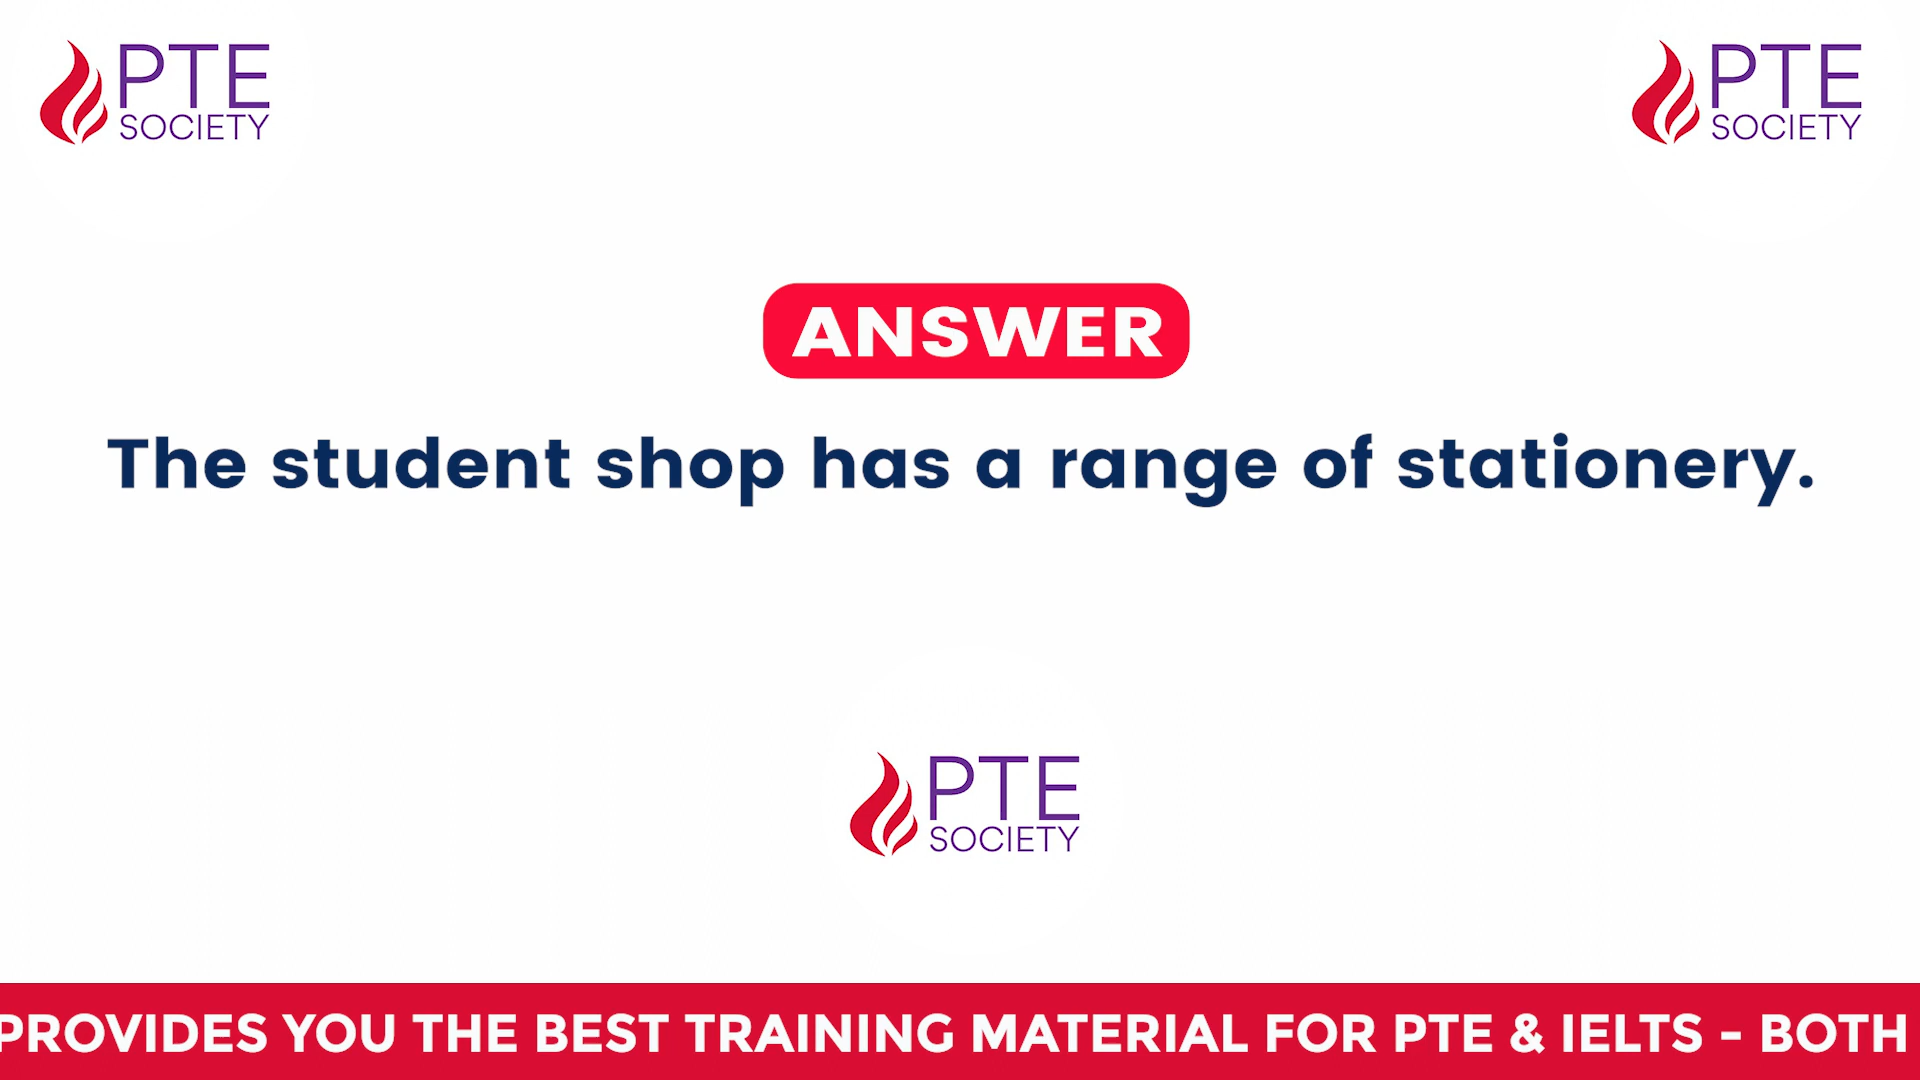 PTE
SOCIETY
PTE
SOCIETY
ANSWER
The student shop has a range of stationery.
PTE
SOCIETY
PROVIDES YOU THE BEST TRAINING MATERIAL FOR PTE & IELTS - BOTH